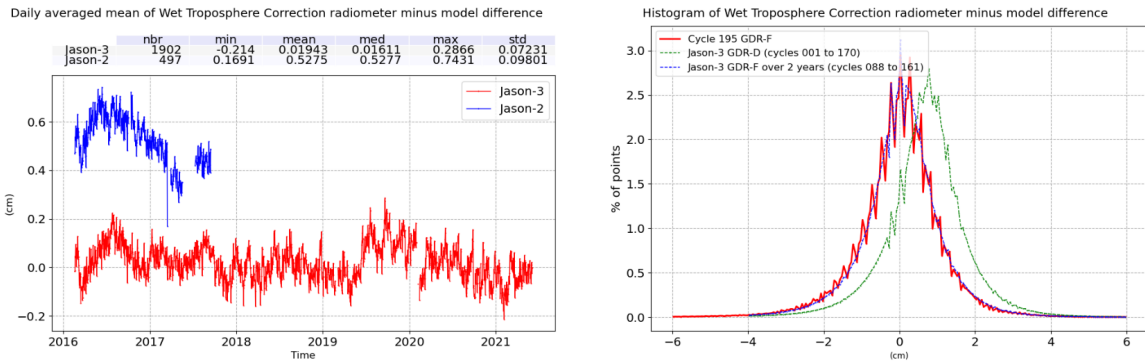 Daily averaged mean of Wet Troposphere Correction radiometer minus model difference
nbr min mean med max std
Jason-3 1902 -0.214 0.01943 0.01611 0.2866 0.07231
Jason-2 497 0.1691 0.5275 0.5277 0.7431 0.09801
Jason-3
Jason-2
0.6
0.4
0.2
0.0
−0.2
(cm)
2016 2017 2018 2019 2020 2021
Time
Histogram of Wet Troposphere Correction radiometer minus model difference
Cycle 195 GDR-F
Jason-3 GDR-D (cycles 001 to 170)
Jason-3 GDR-F over 2 years (cycles 088 to 161)
3.0
2.5
2.0
1.5
1.0
0.5
0.0
% of points
−6 −4 −2 0 2 4 6
(cm)